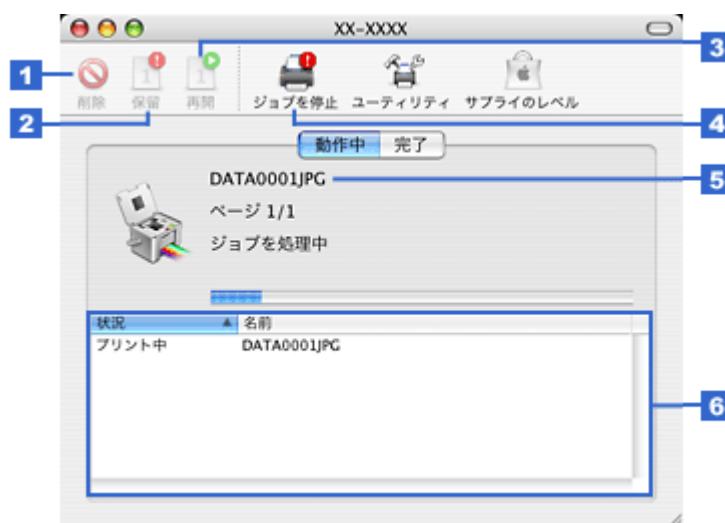 XX-XXXX
1
削除
2
保留
再開
3
ジョブを停止
ユーティリティ
サプライのレベル
4
動作中
完了
DATA0001JPG
5
ページ 1/1
ジョブを処理中
状況
名前
プリント中
DATA0001JPG
6